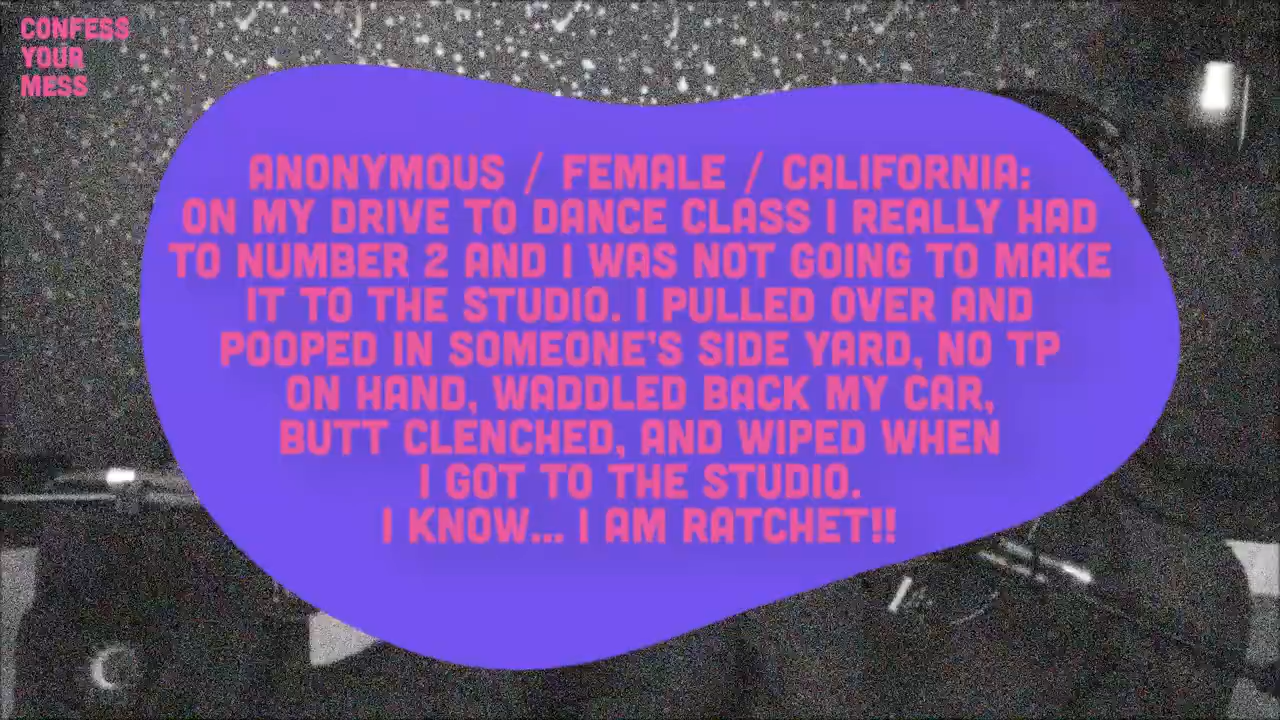 CONFESS
YOUR
MESS
ANONYMOUS / FEMALE / CALIFORNIA:
ON MY DRIVE TO DANCE CLASS I REALLY HAD
TO NUMBER 2 AND I WAS NOT GOING TO MAKE
IT TO THE STUDIO. I PULLED OVER AND
POOPED IN SOMEONE'S SIDE YARD, NO TP
ON HAND, WADDLED BACK MY CAR,
BUTT CLENCHED, AND WIPED WHEN
I GOT TO THE STUDIO.
I KNOW... I AM RATCHET!!